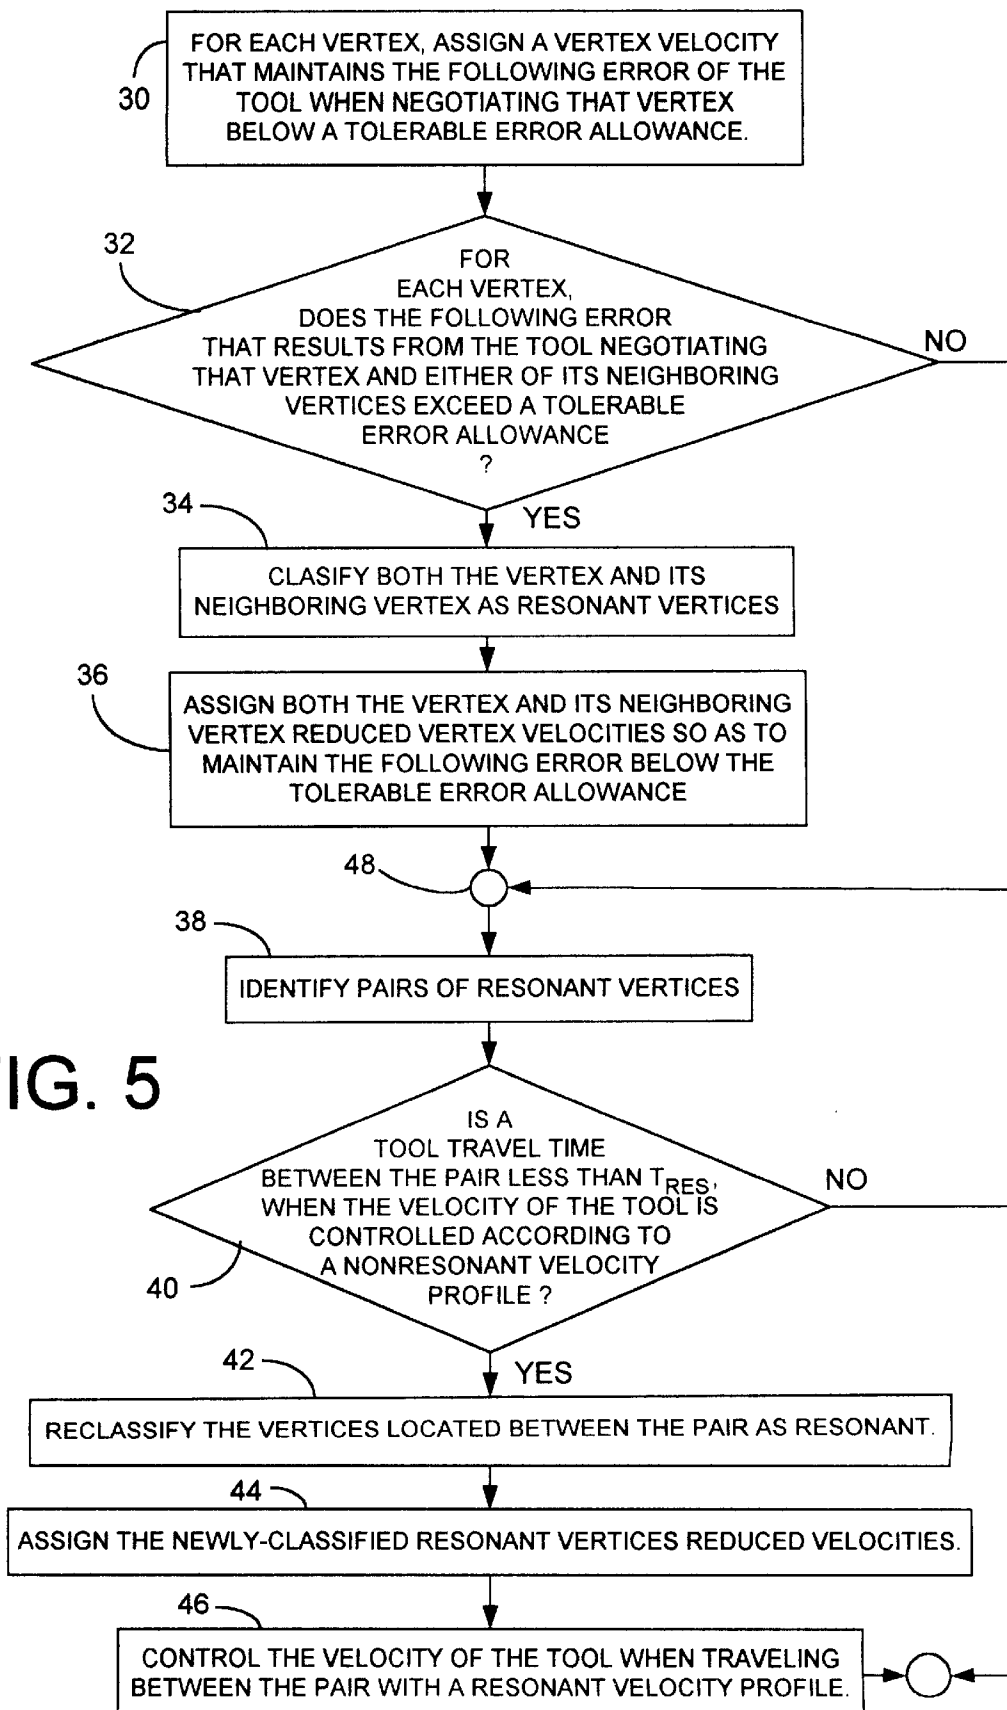 30
FOR EACH VERTEX, ASSIGN A VERTEX VELOCITY
THAT MAINTAINS THE FOLLOWING ERROR OF THE
TOOL WHEN NEGOTIATING THAT VERTEX
BELOW A TOLERABLE ERROR ALLOWANCE.
32
FOR
EACH VERTEX,
DOES THE FOLLOWING ERROR
THAT RESULTS FROM THE TOOL NEGOTIATING
THAT VERTEX AND EITHER OF ITS NEIGHBORING
VERTICES EXCEED A TOLERABLE
ERROR ALLOWANCE
?
NO
YES
34
CLASIFY BOTH THE VERTEX AND ITS
NEIGHBORING VERTEX AS RESONANT VERTICES
36
ASSIGN BOTH THE VERTEX AND ITS NEIGHBORING
VERTEX REDUCED VERTEX VELOCITIES SO AS TO
MAINTAIN THE FOLLOWING ERROR BELOW THE
TOLERABLE ERROR ALLOWANCE
48
38
IDENTIFY PAIRS OF RESONANT VERTICES
IG. 5
IS A
TOOL TRAVEL TIME
BETWEEN THE PAIR LESS THAN TRES,
WHEN THE VELOCITY OF THE TOOL IS
CONTROLLED ACCORDING TO
A NONRESONANT VELOCITY
PROFILE ?
NO
40
YES
42
RECLASSIFY THE VERTICES LOCATED BETWEEN THE PAIR AS RESONANT.
44
ASSIGN THE NEWLY-CLASSIFIED RESONANT VERTICES REDUCED VELOCITIES.
46
CONTROL THE VELOCITY OF THE TOOL WHEN TRAVELING
BETWEEN THE PAIR WITH A RESONANT VELOCITY PROFILE.